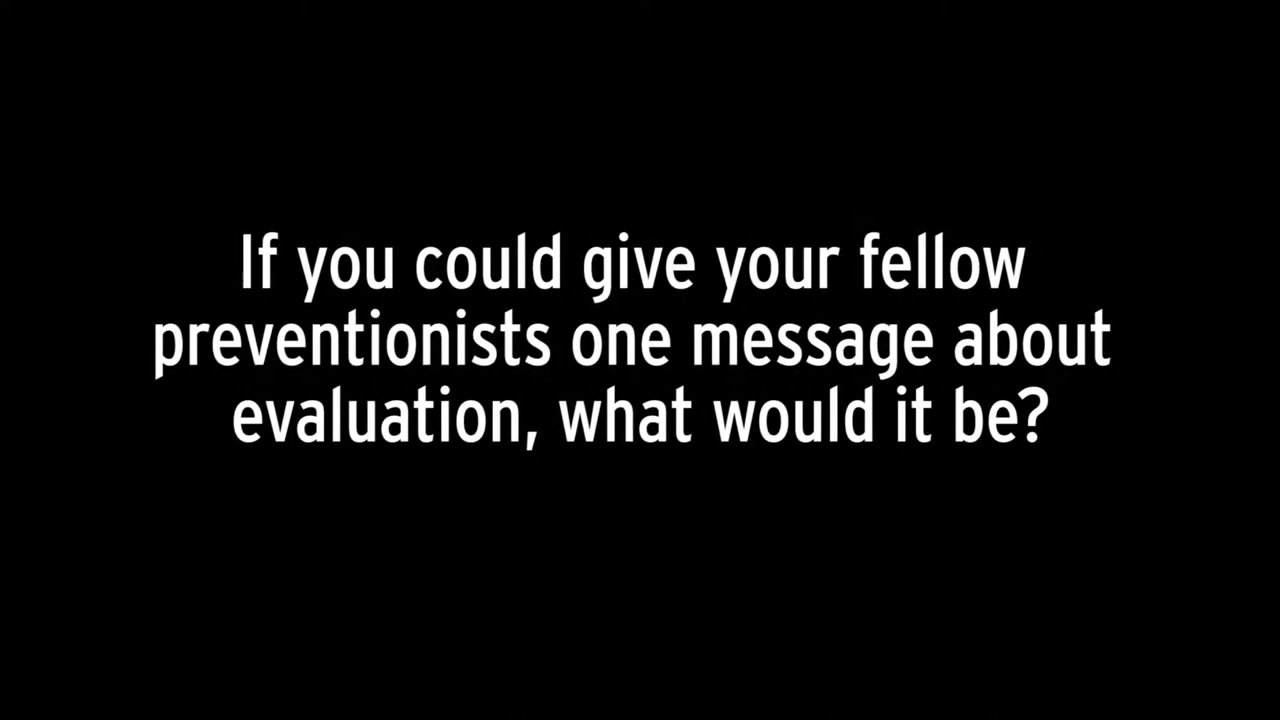 If you could give your fellow
preventionists one message about
evaluation, what would it be?